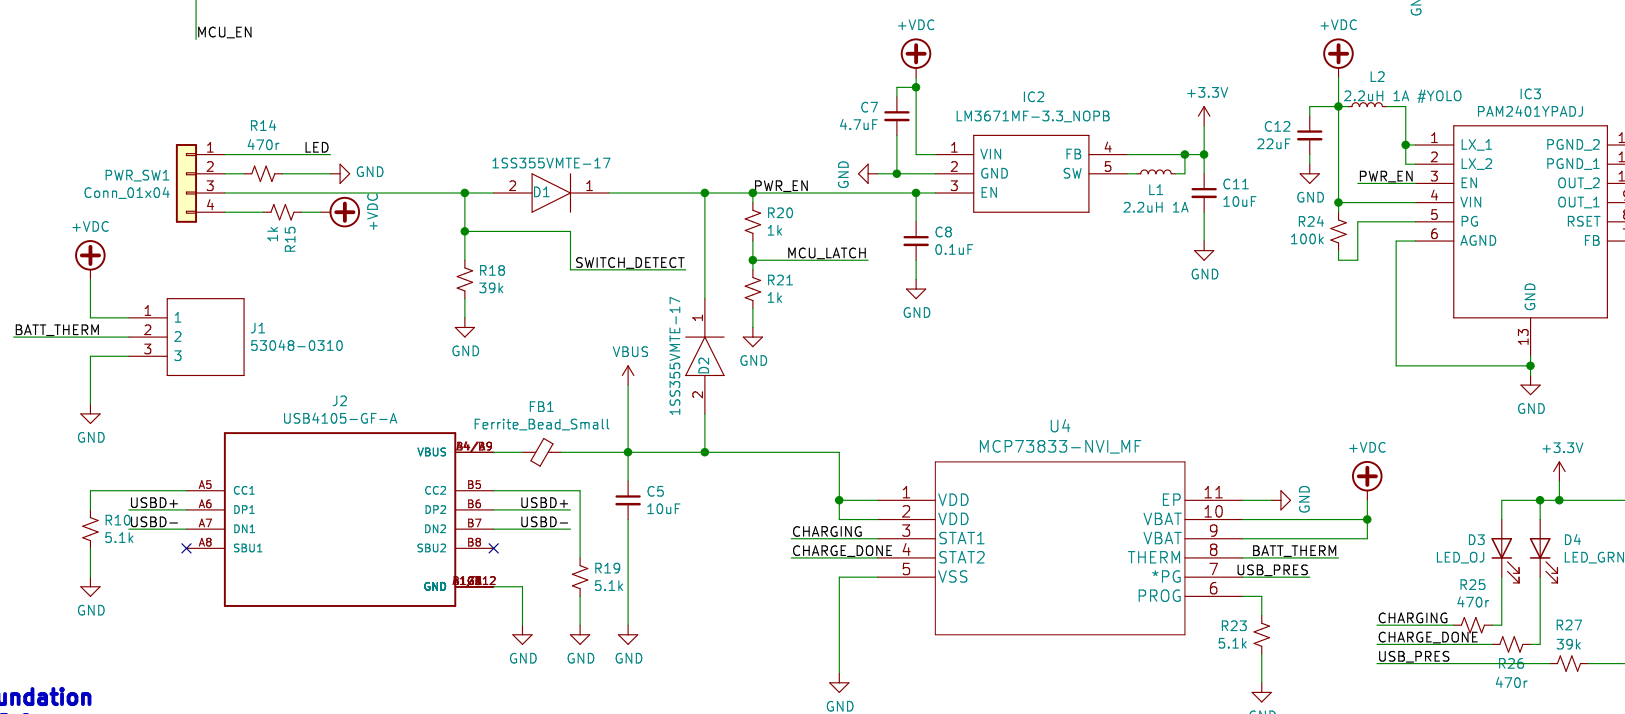 MCU_EN
GND
+VDC
C7
4.7uF
GND
IC2
LM3671MF-3.3_NOPB
1 VIN FB 4
2 GND SW 5
3 EN
L1
2.2uH 1A
+3.3V
C11
10uF
GND
C8
0.1uF
GND
+VDC
L2
2.2uH 1A #YOLO
C12
22uF
GND
PWR_EN
R24
100k
IC3
PAM2401YPADJ
1 LX_1 PGND_2
2 LX_2 PGND_1
3 EN OUT_2
4 VIN OUT_1
5 PG RSET
6 AGND FB
GND
13
GND
R14
470r
LED
GND
PWR_SW1
Conn_01x04
1
2
3
4
1k
R15
+VDC
1SS355VMTE-17
2 D1 1
PWR_EN
R20
1k
MCU_LATCH
R21
1k
GND
SWITCH_DETECT
R18
39k
GND
+VDC
BATT_THERM
1 1
2 2
3 3
J1
53048-0310
GND
1SS355VMTE-17
1
D2
2
VBUS
J2
USB4105-GF-A
FB1
Ferrite_Bead_Small
VBUS B4/B9
A5 CC1 CC2 B5
USBD+ A6 DP1 DP2 B6 USBD+
USBD- A7 DN1 DN2 B7 USBD-
A8 SBU1 SBU2 B8
GND
R10
5.1k
GND
C5
10uF
R19
5.1k
GND
GND
GND
U4
MCP73833-NVI_MF
1 VDD EP 11
2 VDD VBAT 10
CHARGING 3 STAT1 VBAT 9
CHARGE_DONE 4 STAT2 THERM 8 BATT_THERM
5 VSS *PG 7 USB_PRES
PROG 6
GND
+VDC
R23
5.1k
GND
GND
+3.3V
D3
LED_OJ
D4
LED_GRN
R25
470r
CHARGING
CHARGE_DONE
USB_PRES
R27
39k
R26
470r
undation